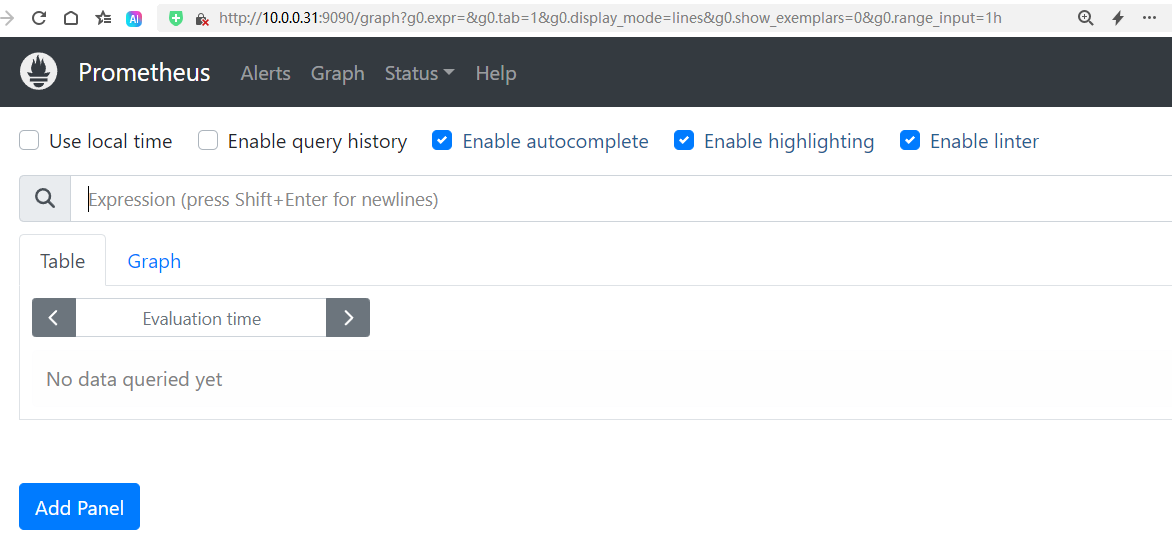 AI http://10.0.0.31:9090/graph?g0.expr=&g0.tab=1&g0.display_mode=lines&g0.show_exemplars=0&g0.range_input=1h
Prometheus Alerts Graph Status Help
Use local time Enable query history Enable autocomplete Enable highlighting Enable linter
Expression (press Shift+Enter for newlines)
Table Graph
Evaluation time
No data queried yet
Add Panel